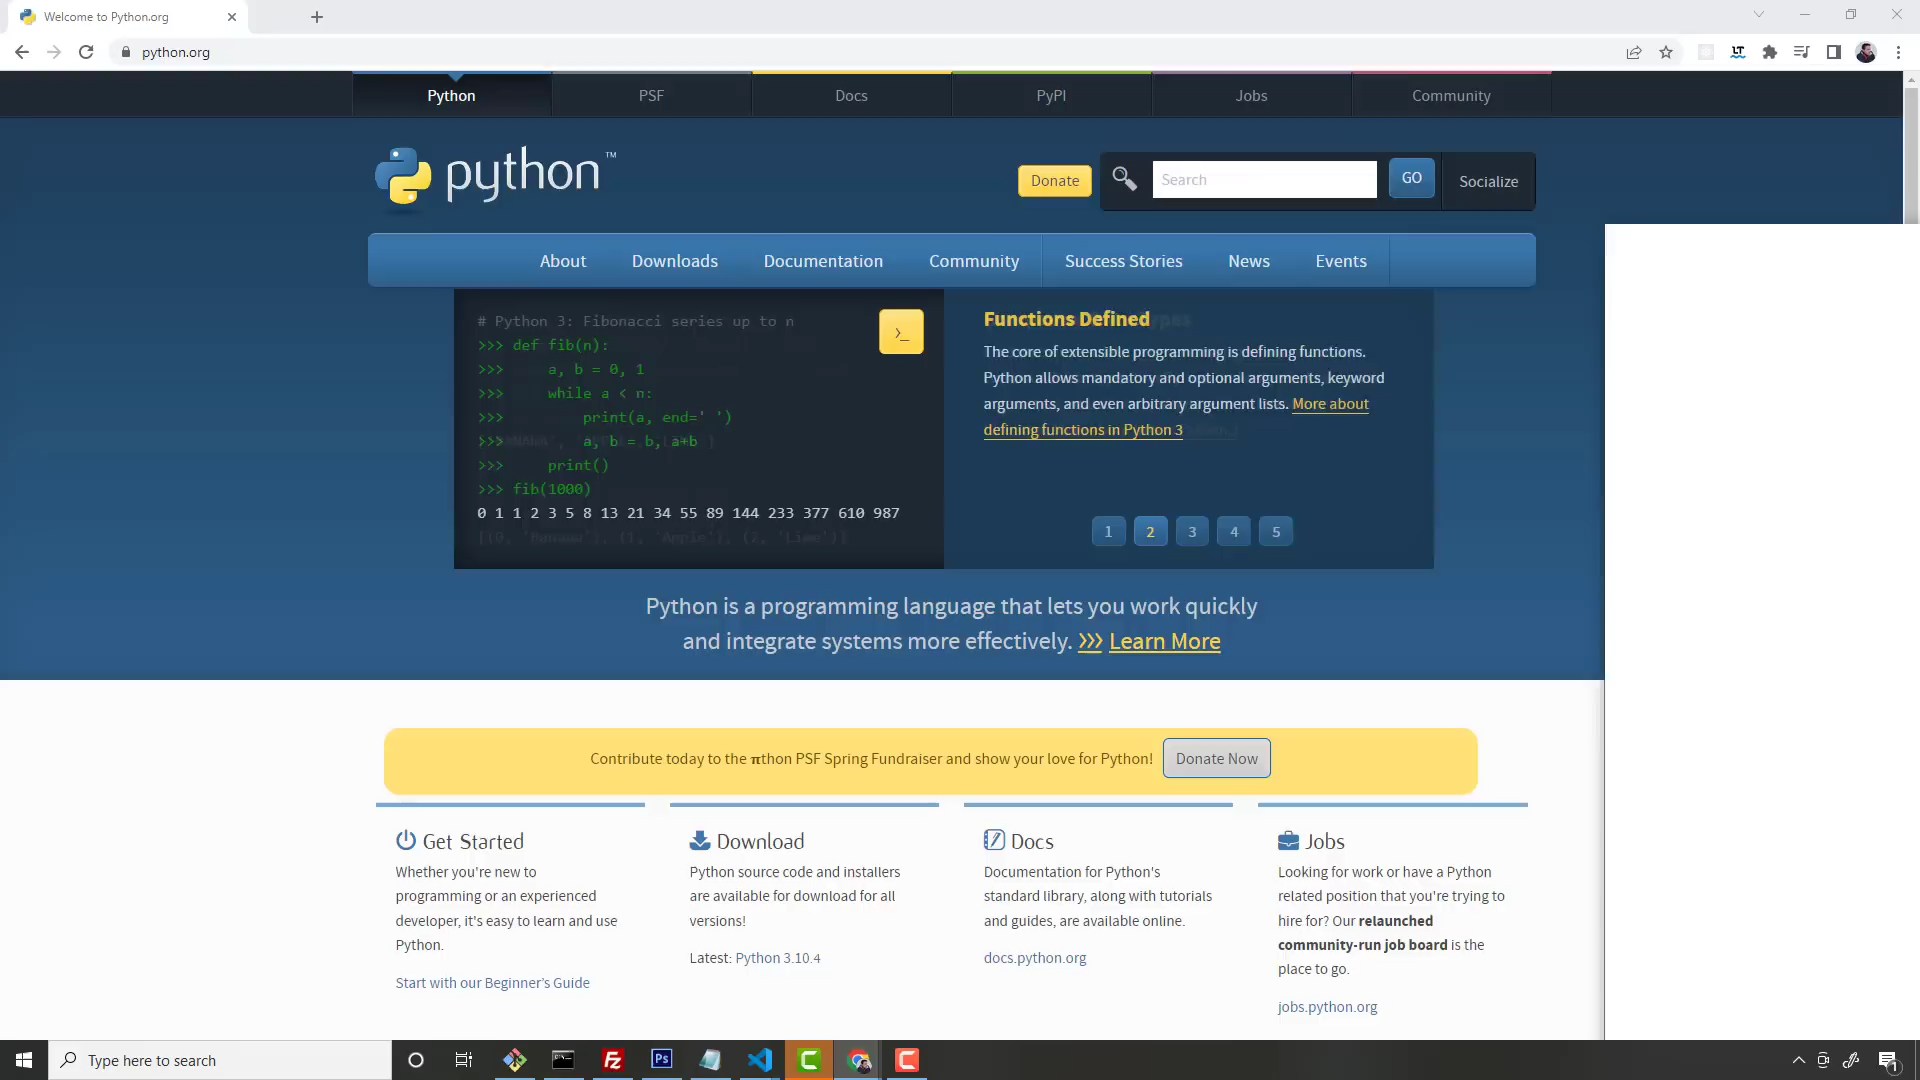 Welcome to Python.org
python.org
Python
PSF
Docs
PyPI
Jobs
Community
python™
Donate
Search
GO
Socialize
About
Downloads
Documentation
Community
Success Stories
News
Events
# Python 3: Fibonacci series up to n
>>> def fib(n):
>>>     a, b = 0, 1
>>>     while a < n:
>>>         print(a, end=' ')
>>>         a, b = b, a+b
>>>     print()
>>> fib(1000)
0 1 1 2 3 5 8 13 21 34 55 89 144 233 377 610 987
[(0, 'Banana'), (1, 'Apple'), (2, 'Lime')]
>_
Functions Defined
The core of extensible programming is defining functions.
Python allows mandatory and optional arguments, keyword
arguments, and even arbitrary argument lists. More about
defining functions in Python 3
1 2 3 4 5
Python is a programming language that lets you work quickly
and integrate systems more effectively. >>> Learn More
Contribute today to the πthon PSF Spring Fundraiser and show your love for Python! Donate Now
Get Started
Whether you're new to
programming or an experienced
developer, it's easy to learn and use
Python.
Start with our Beginner’s Guide
Download
Python source code and installers
are available for download for all
versions!
Latest: Python 3.10.4
Docs
Documentation for Python's
standard library, along with tutorials
and guides, are available online.
docs.python.org
Jobs
Looking for work or have a Python
related position that you're trying to
hire for? Our relaunched
community-run job board is the
place to go.
jobs.python.org
Type here to search
Fz
Ps
C
C
1
LT